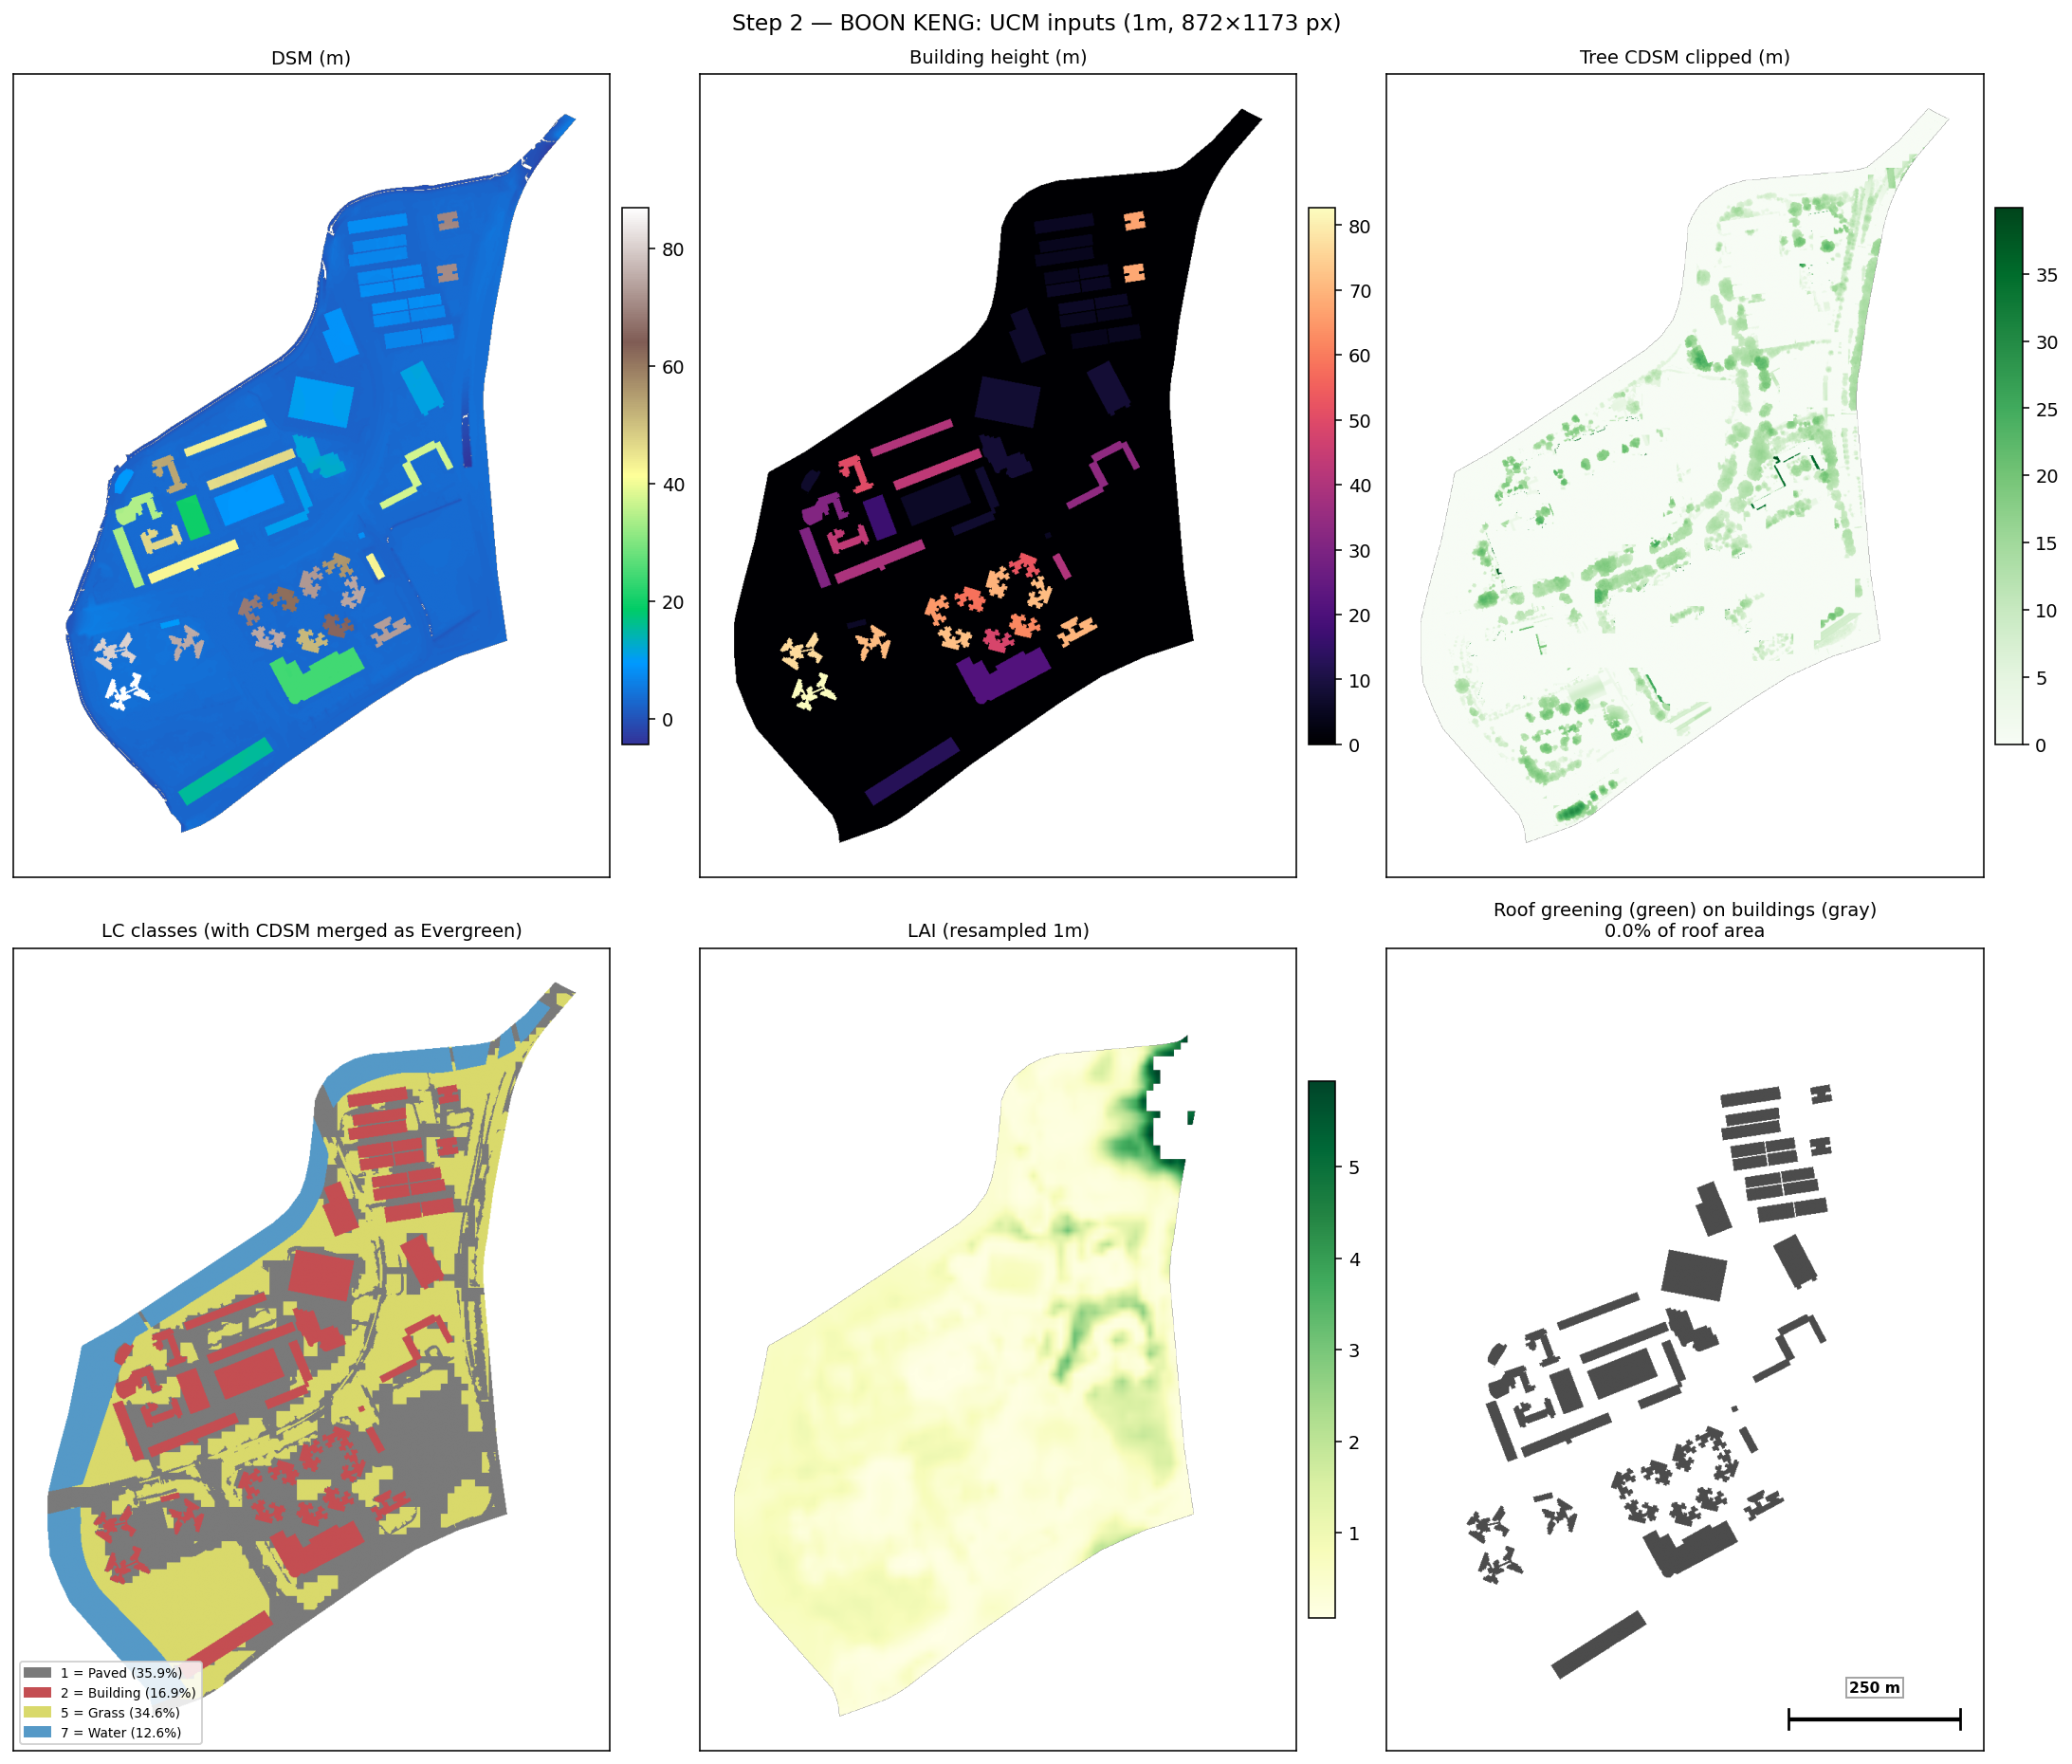 Step 2 — BOON KENG: UCM inputs (1m, 872×1173 px)
DSM (m)
80
60
40
20
0
Building height (m)
80
70
60
50
40
30
20
10
0
Tree CDSM clipped (m)
35
30
25
20
15
10
5
0
LC classes (with CDSM merged as Evergreen)
1 = Paved (35.9%)
2 = Building (16.9%)
5 = Grass (34.6%)
7 = Water (12.6%)
LAI (resampled 1m)
5
4
3
2
1
Roof greening (green) on buildings (gray)
0.0% of roof area
250 m